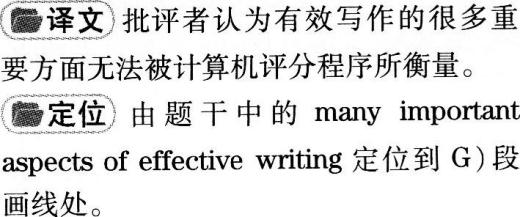 译文 批评者认为有效写作的很多重
要方面无法被计算机评分程序所衡量。
定位 由题干中的 many important
aspects of effective writing 定位到 G)段
画线处。